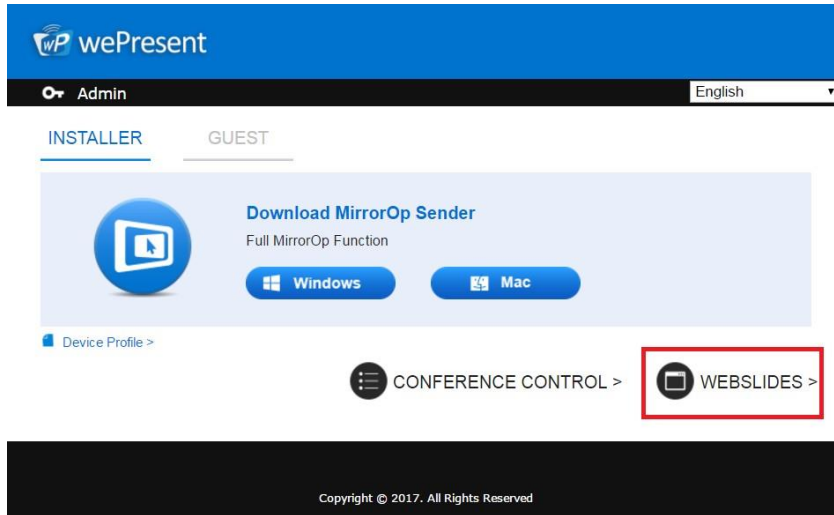 wP wePresent
Admin
English
INSTALLER GUEST
Download MirrorOp Sender
Full MirrorOp Function
Windows Mac
Device Profile >
CONFERENCE CONTROL > WEBSLIDES >
Copyright © 2017. All Rights Reserved